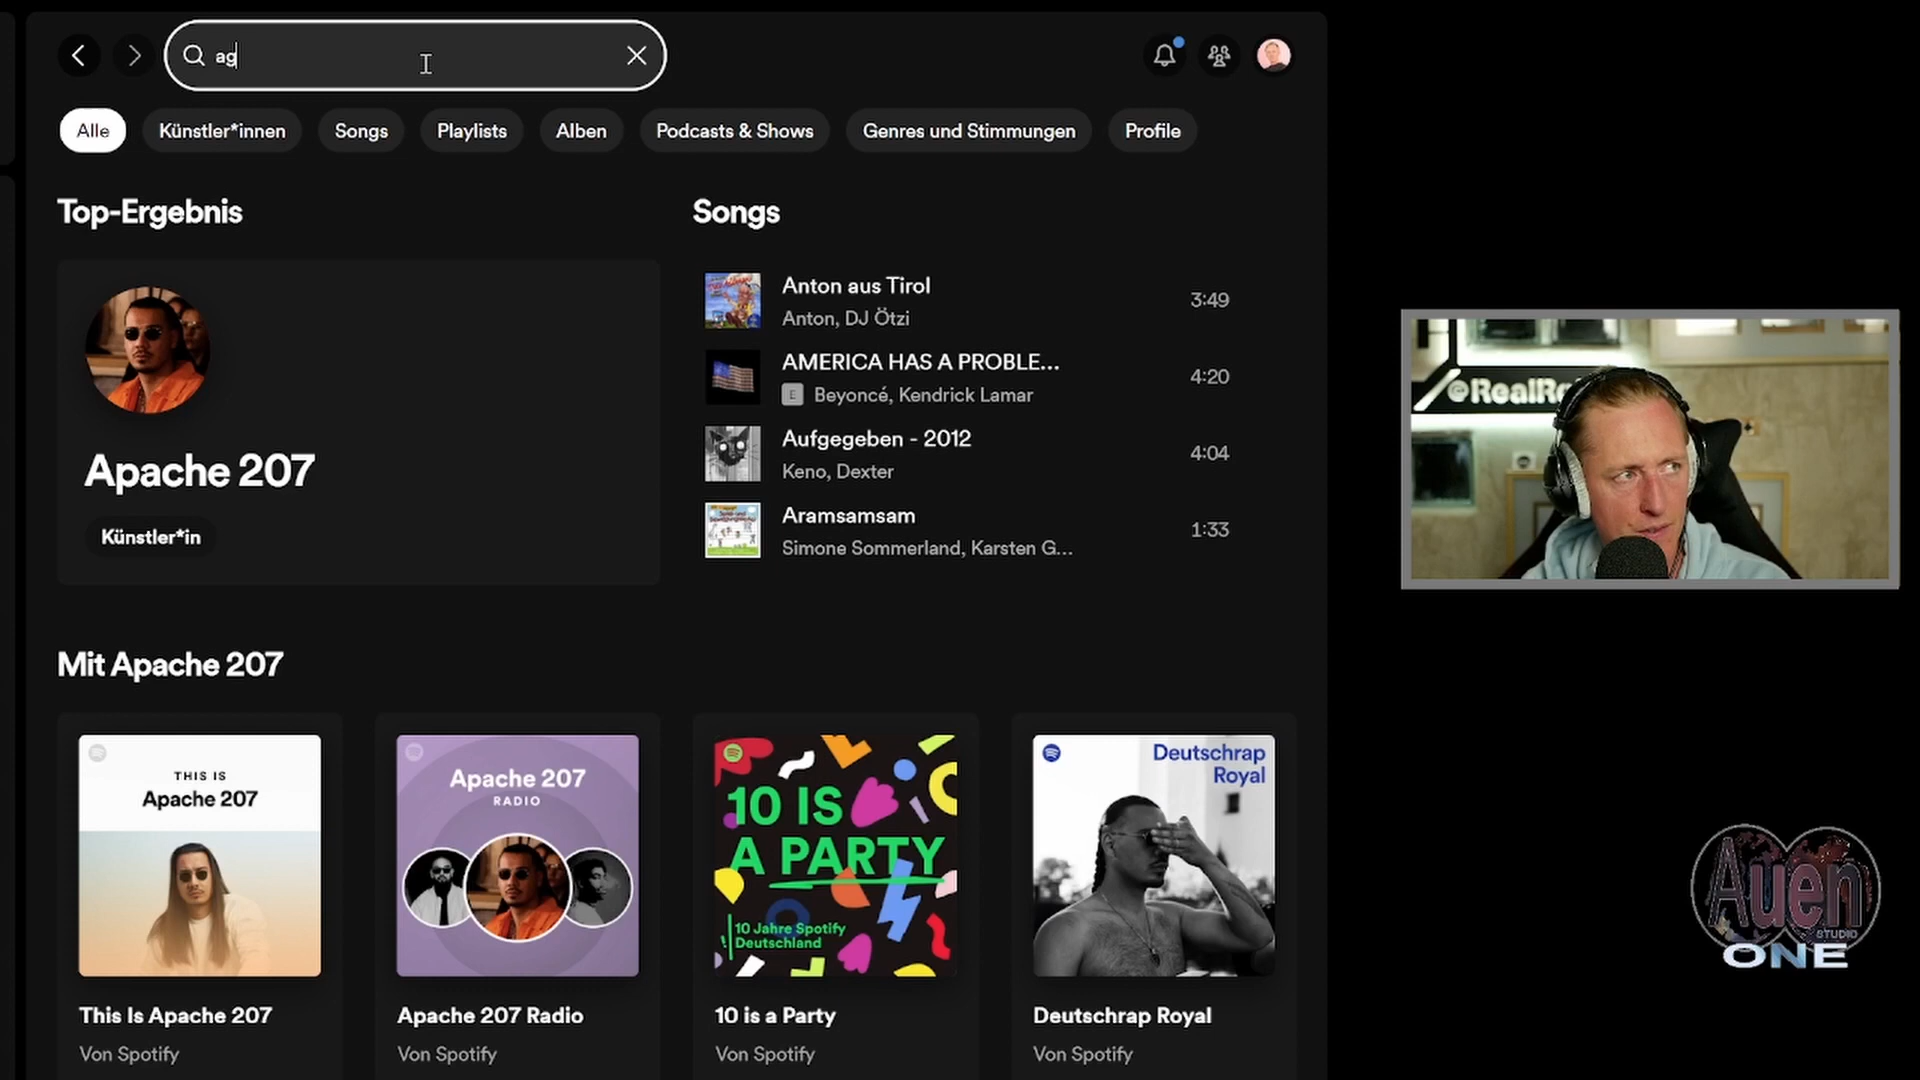 ag
Alle
Künstler*innen
Songs
Playlists
Alben
Podcasts & Shows
Genres und Stimmungen
Profile
Top-Ergebnis
Apache 207
Künstler*in
Songs
Anton aus Tirol
Anton, DJ Ötzi
3:49
AMERICA HAS A PROBLE...
E Beyoncé, Kendrick Lamar
4:20
Aufgegeben - 2012
Keno, Dexter
4:04
Aramsamsam
Simone Sommerland, Karsten G...
1:33
@RealR
Mit Apache 207
THIS IS
Apache 207
This Is Apache 207
Von Spotify
Apache 207
RADIO
Apache 207 Radio
Von Spotify
10 IS
A PARTY
10 Jahre Spotify
Deutschland
10 is a Party
Von Spotify
Deutschrap
Royal
Deutschrap Royal
Von Spotify
Auen
STUDIO
ONE